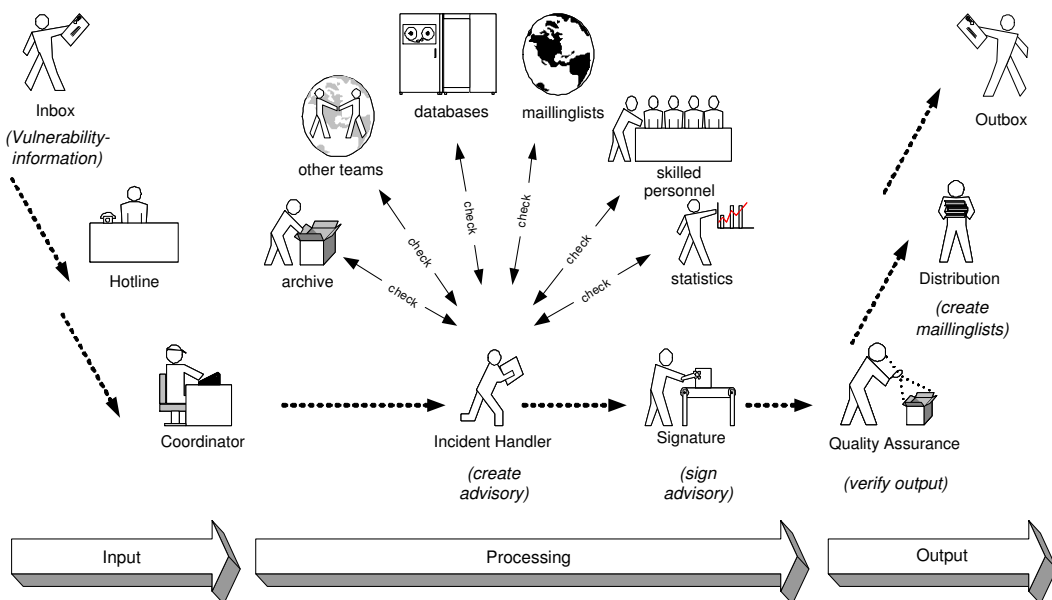 Inbox
(Vulnerability-
information)
Hotline
Coordinator
other teams
databases
maillinglists
skilled
personnel
archive
statistics
check
check
check
check
check
check
Incident Handler
(create
advisory)
Signature
(sign
advisory)
Quality Assurance
(verify output)
Distribution
(create
maillinglists)
Outbox
Input
Processing
Output